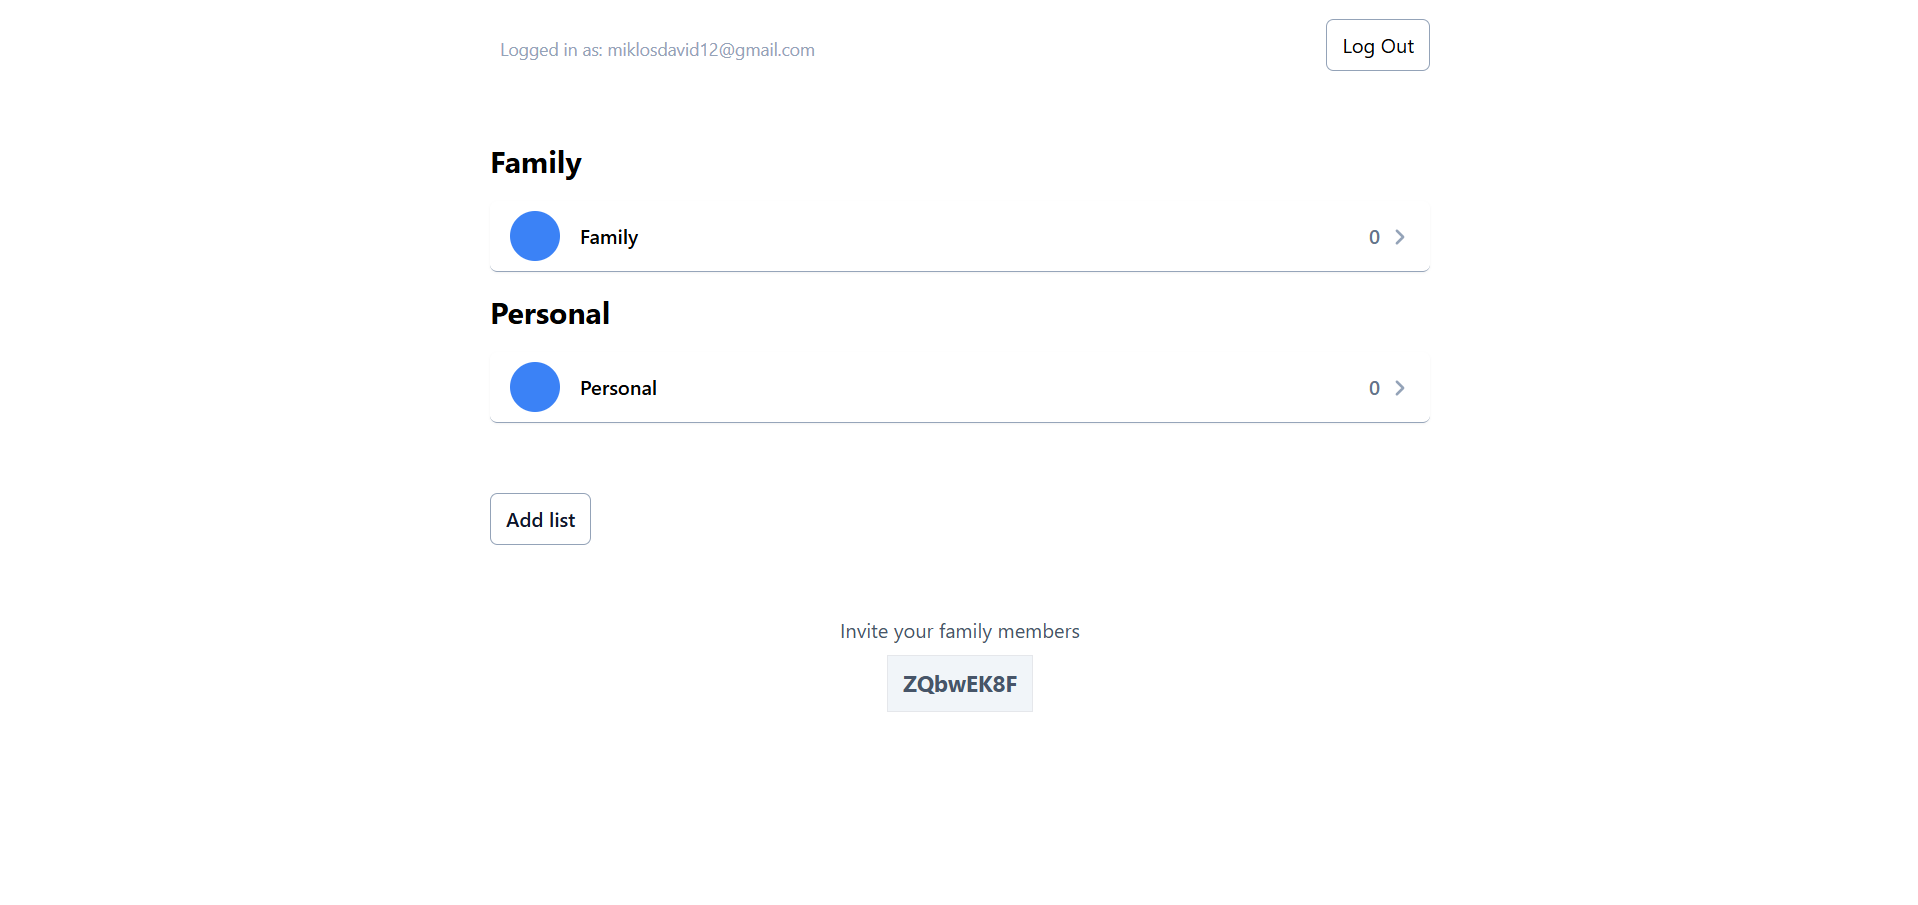 Logged in as: miklosdavid12@gmail.com
Log Out
Family
Family 0
Personal
Personal 0
Add list
Invite your family members
ZQbwEK8F